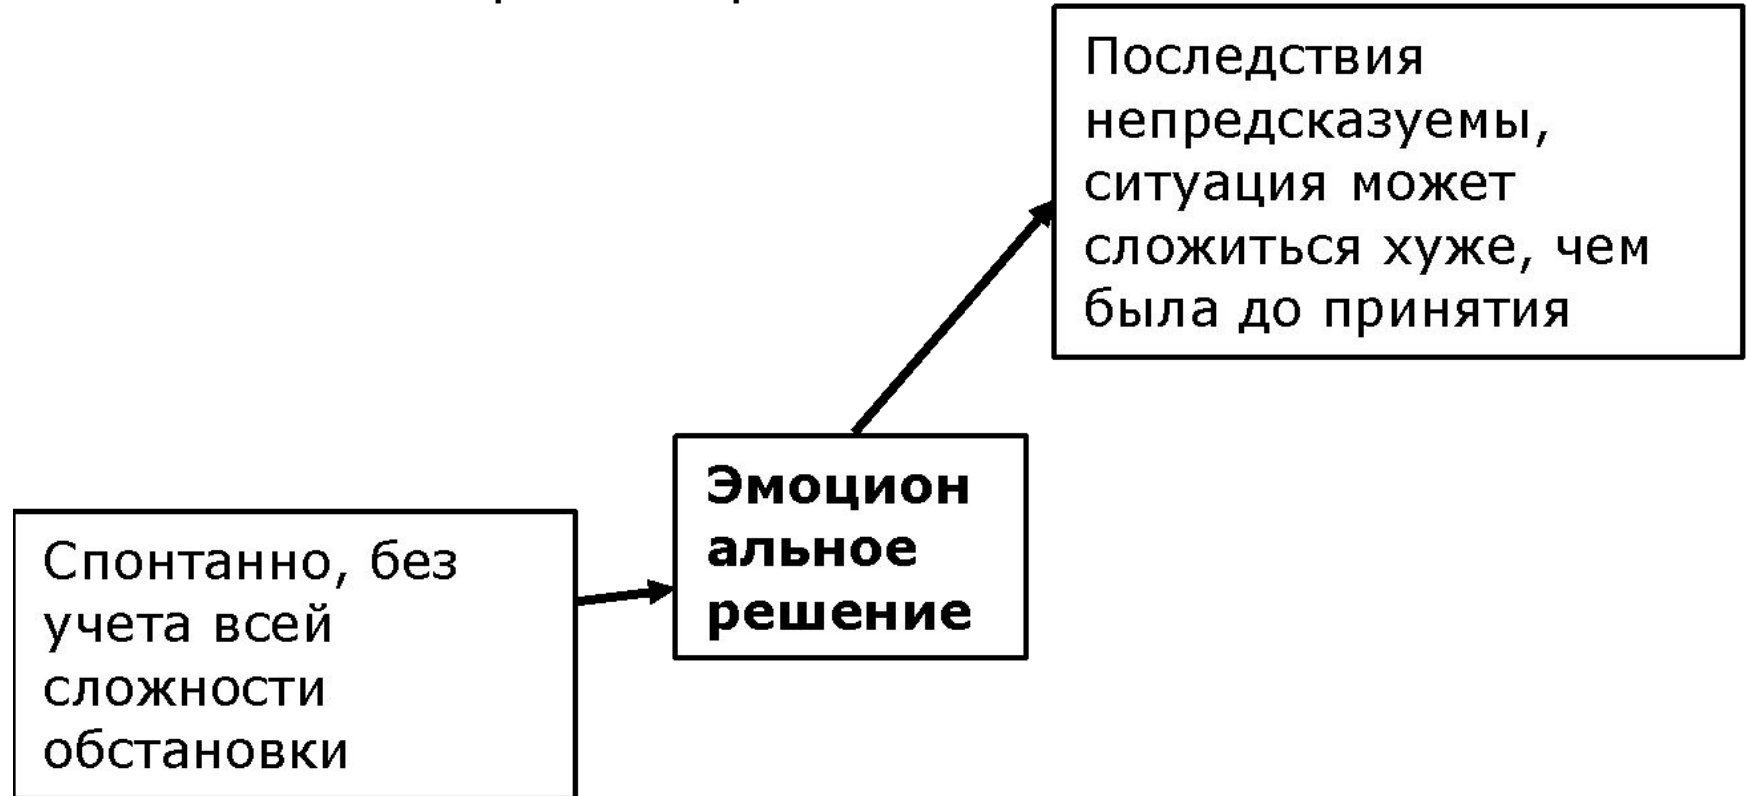 Последствия
непредсказуемы,
ситуация может
сложиться хуже, чем
была до принятия
Эмоцион
альное
решение
Спонтанно, без
учета всей
сложности
обстановки